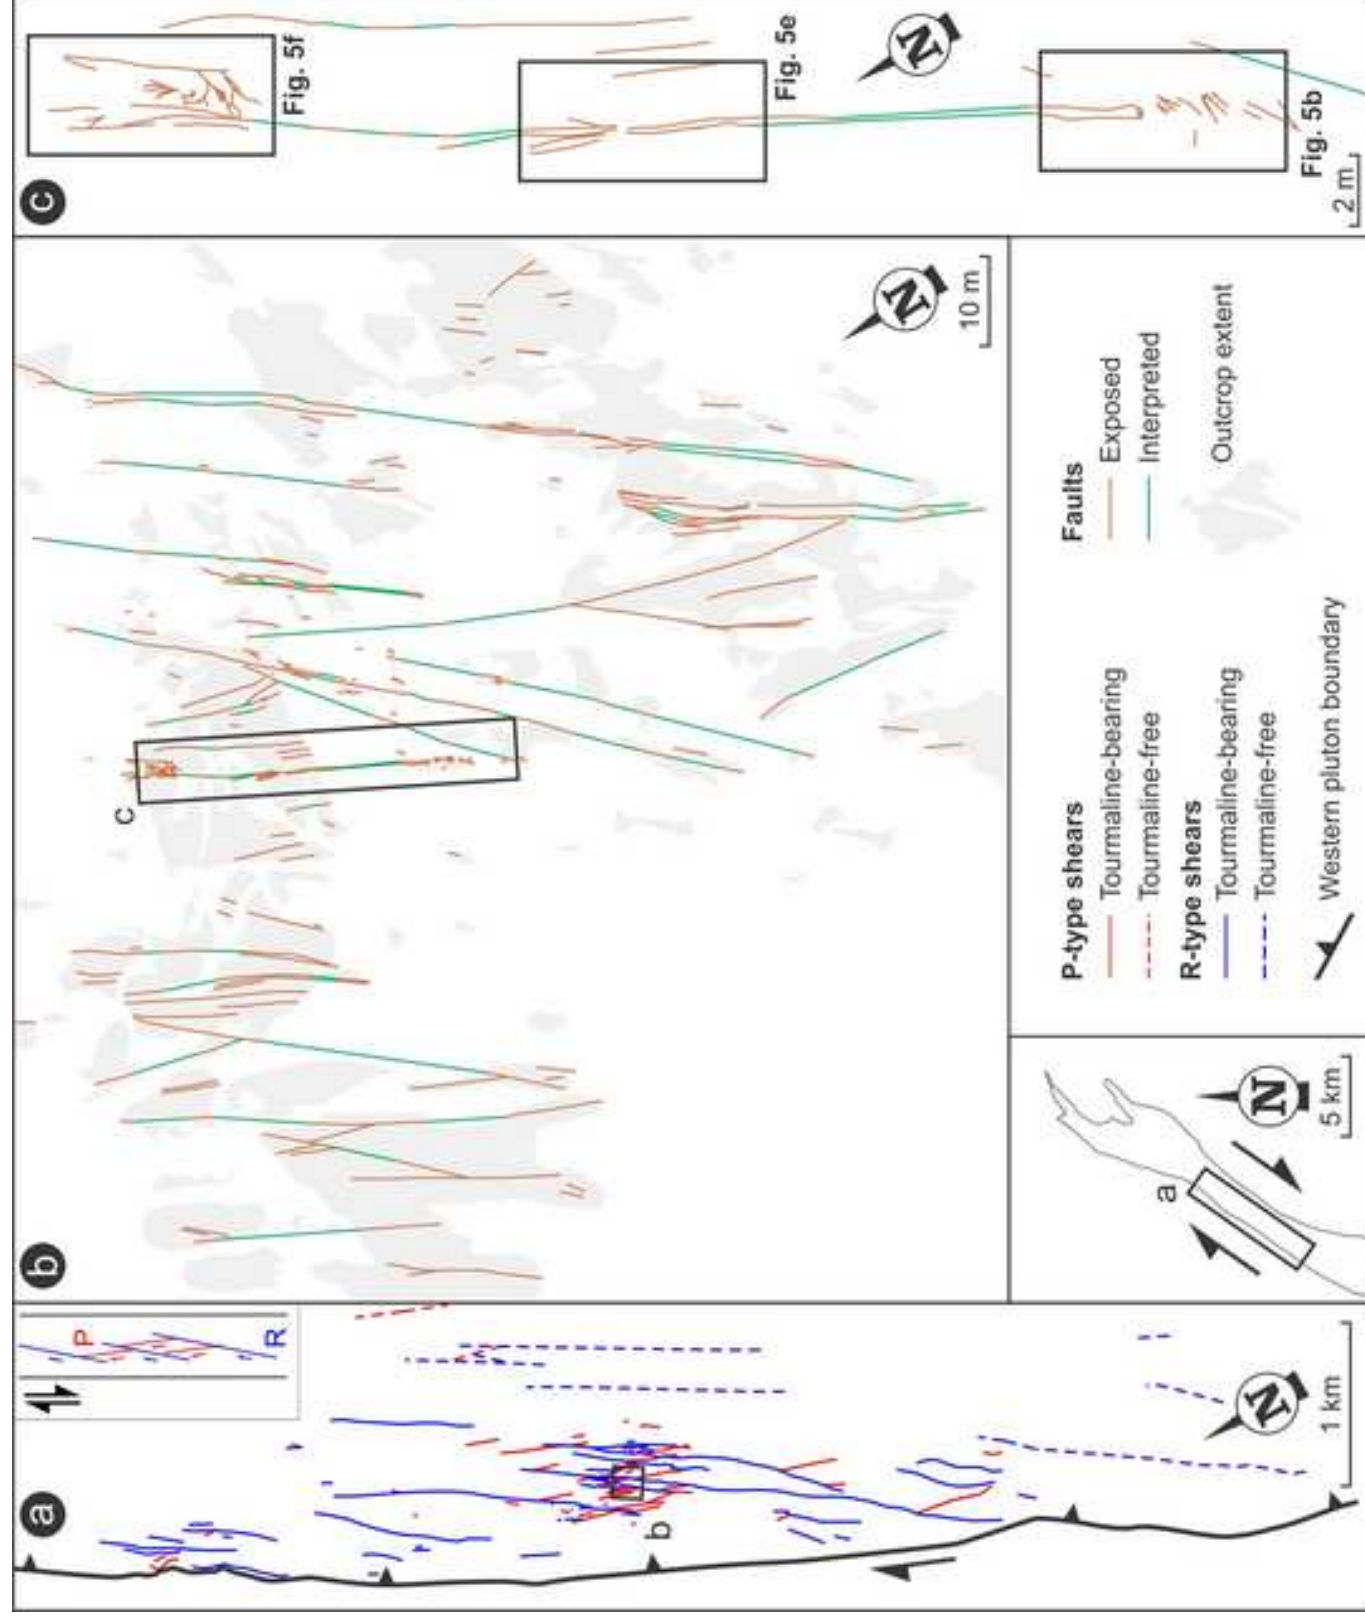 a
P
R
b
N
1 km
b
C
N
10 m
a
N
5 km
P-type shears
Tourmaline-bearing
Tourmaline-free
R-type shears
Tourmaline-bearing
Tourmaline-free
Western pluton boundary
Faults
Exposed
Interpreted
Outcrop extent
c
Fig. 5f
Fig. 5e
N
Fig. 5b
2 m